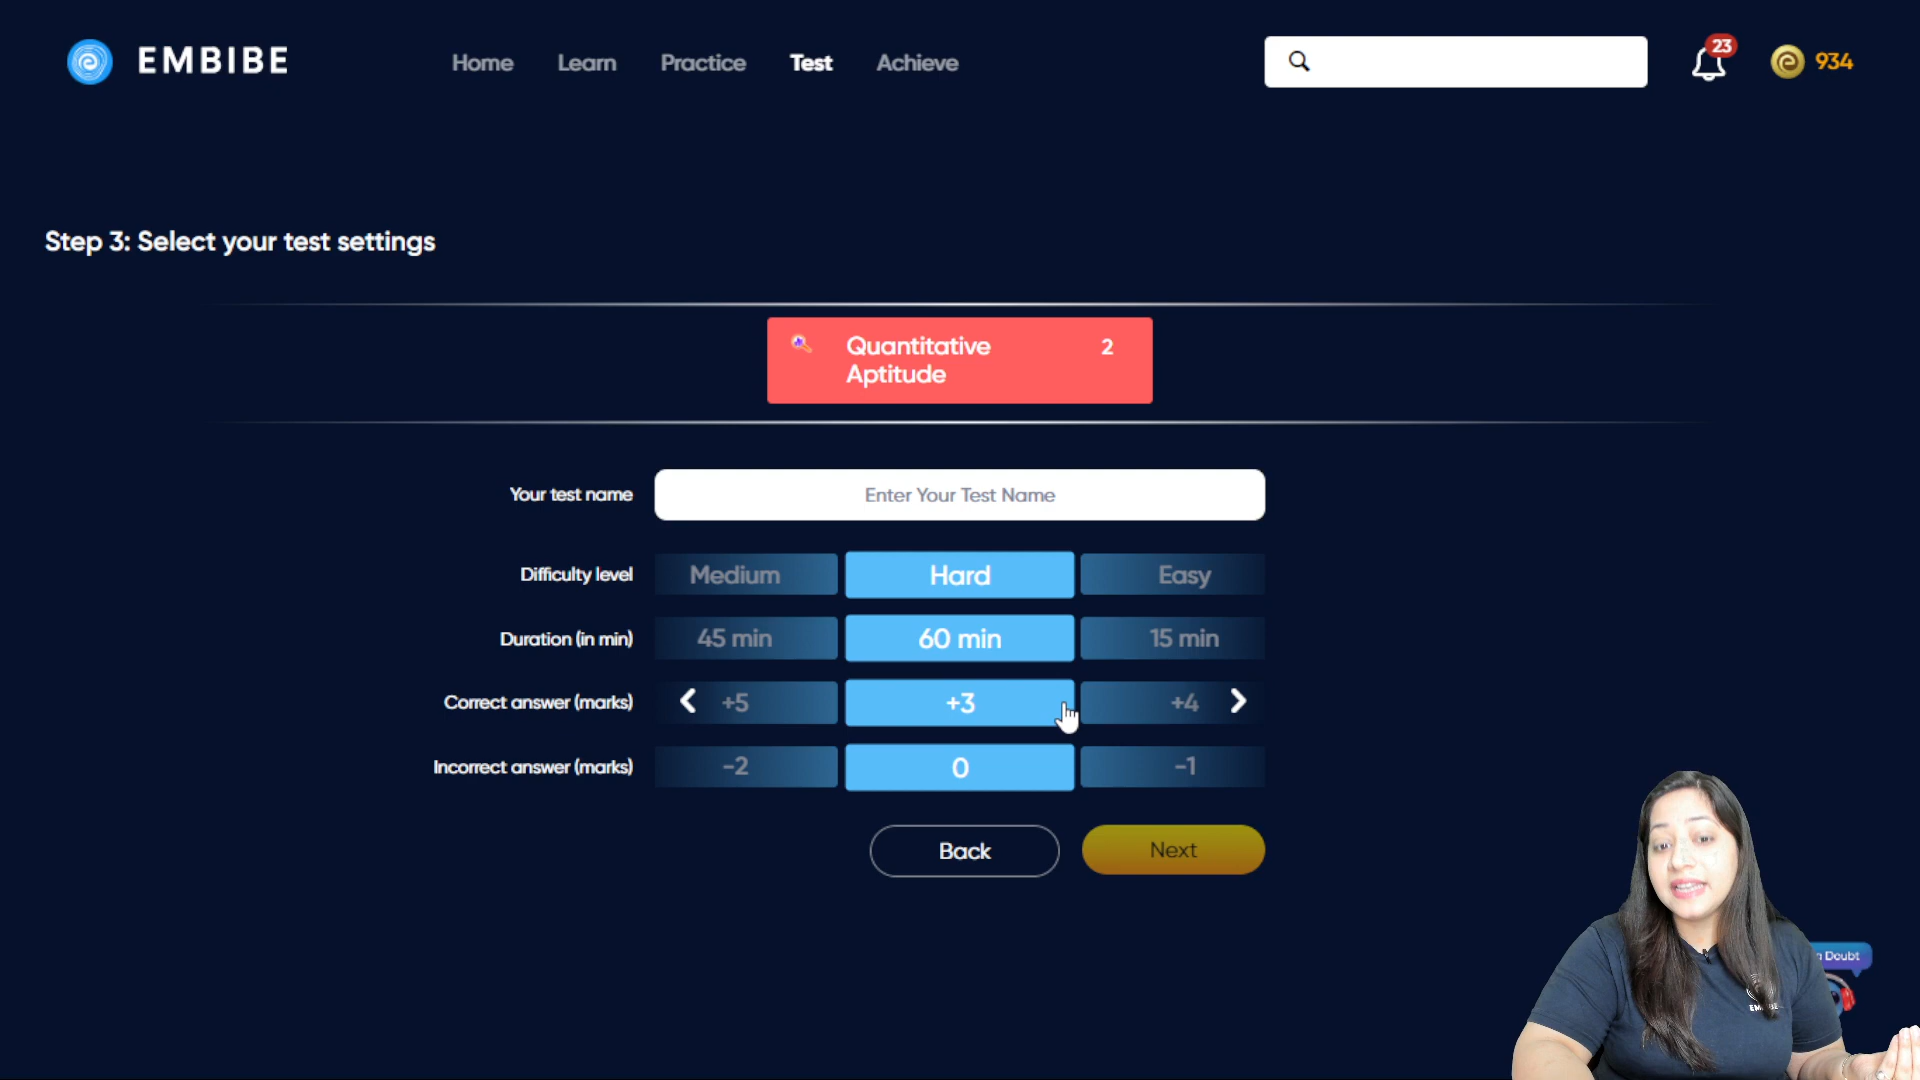 EMBIBE
Home Learn Practice Test Achieve
23
934
Step 3: Select your test settings
Quantitative 2
Aptitude
Your test name Enter Your Test Name
Difficulty level Medium Hard Easy
Duration (in min) 45 min 60 min 15 min
Correct answer (marks) +5 +3 +4
Incorrect answer (marks) -2 0 -1
Back Next
Doubt